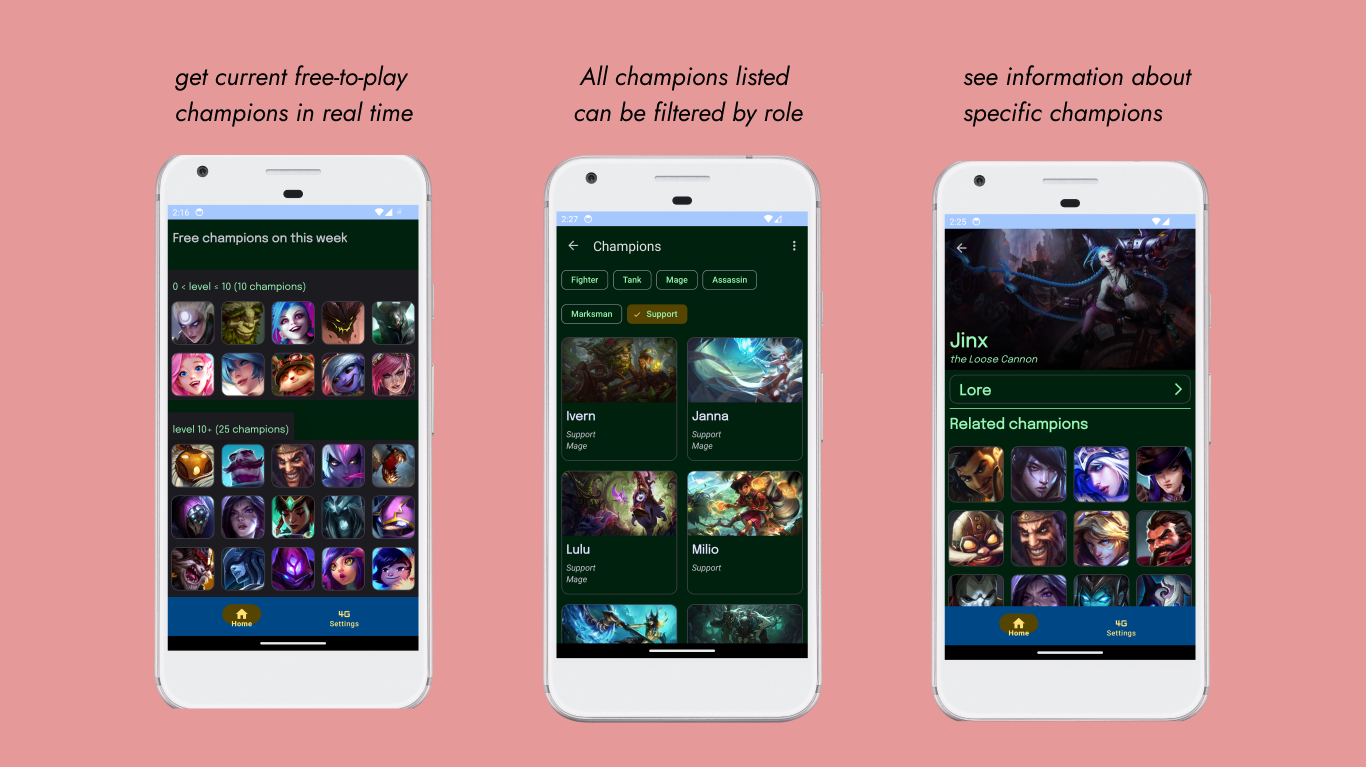 get current free-to-play
champions in real time
2:16
Free champions on this week
0 < level ≤ 10 (10 champions)
level 10+ (25 champions)
Home
4G
Settings
All champions listed
can be filtered by role
2:27
Champions
Fighter
Tank
Mage
Assassin
Marksman
Support
Ivern
Support
Mage
Janna
Support
Mage
Lulu
Support
Mage
Milio
Support
see information about
specific champions
2:25
Jinx
the Loose Cannon
Lore
Related champions
Home
4G
Settings